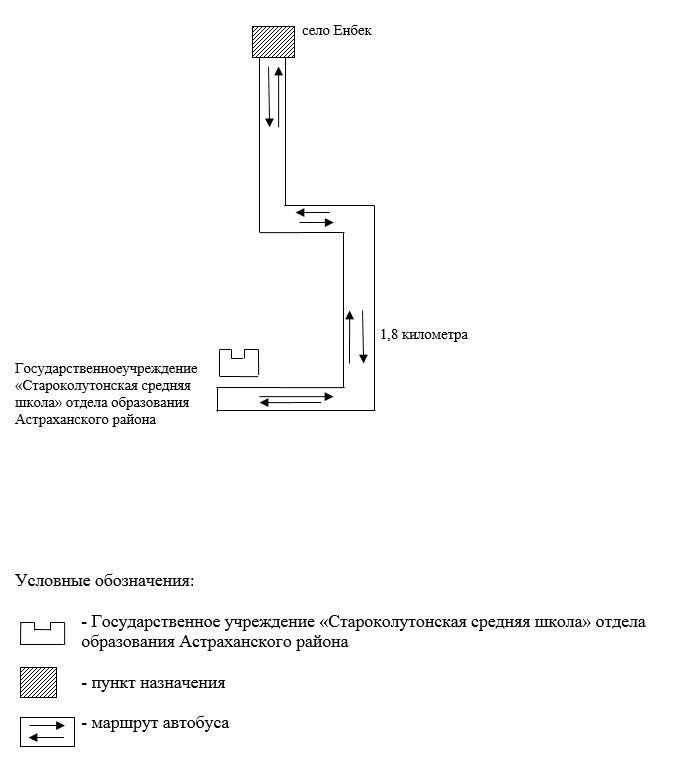 село Енбек
1,8 километра
Государственноеучреждение
«Староколутонская средняя
школа» отдела образования
Астраханского района
Условные обозначения:
- Государственное учреждение «Староколутонская средняя школа» отдела
образования Астраханского района
- пункт назначения
- маршрут автобуса